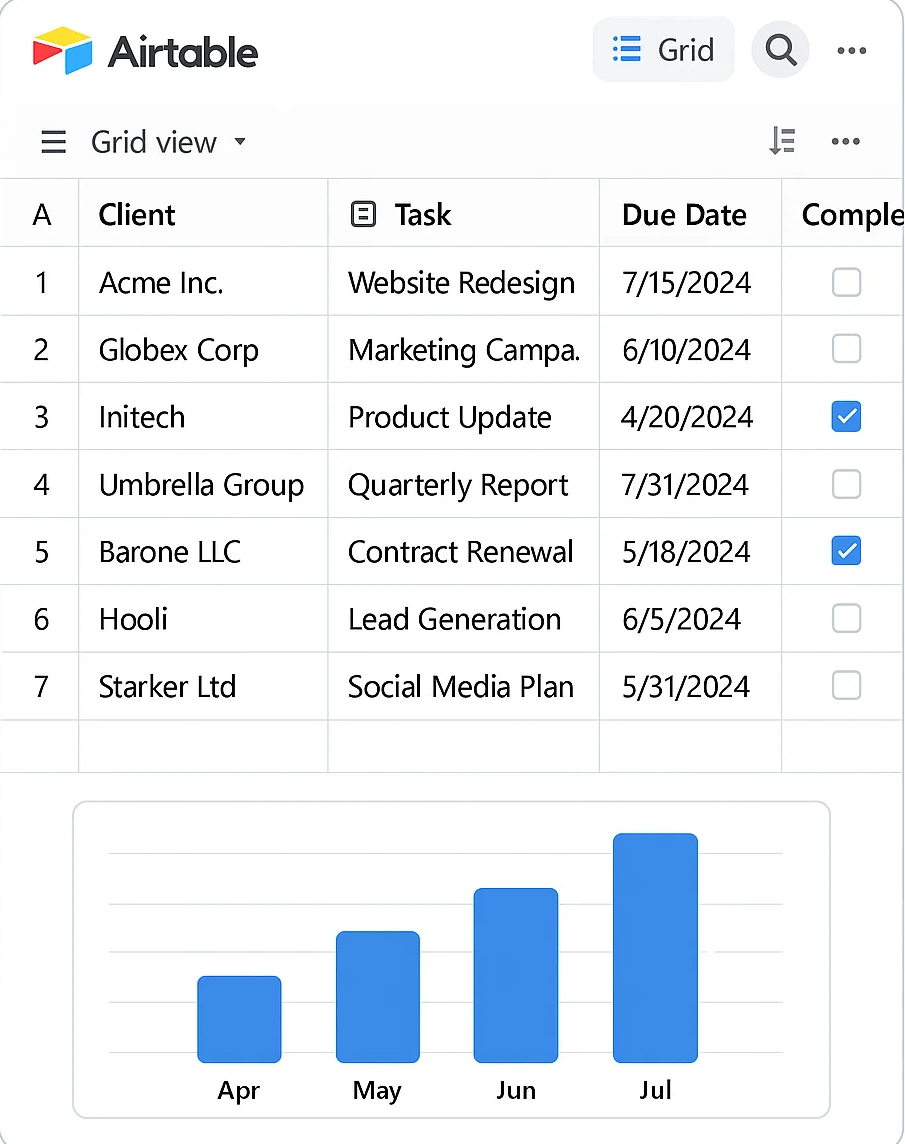 Airtable Grid
Grid view
A Client Task Due Date Comple
1 Acme Inc. Website Redesign 7/15/2024
2 Globex Corp Marketing Campa. 6/10/2024
3 Initech Product Update 4/20/2024
4 Umbrella Group Quarterly Report 7/31/2024
5 Barone LLC Contract Renewal 5/18/2024
6 Hooli Lead Generation 6/5/2024
7 Starker Ltd Social Media Plan 5/31/2024
Apr May Jun Jul